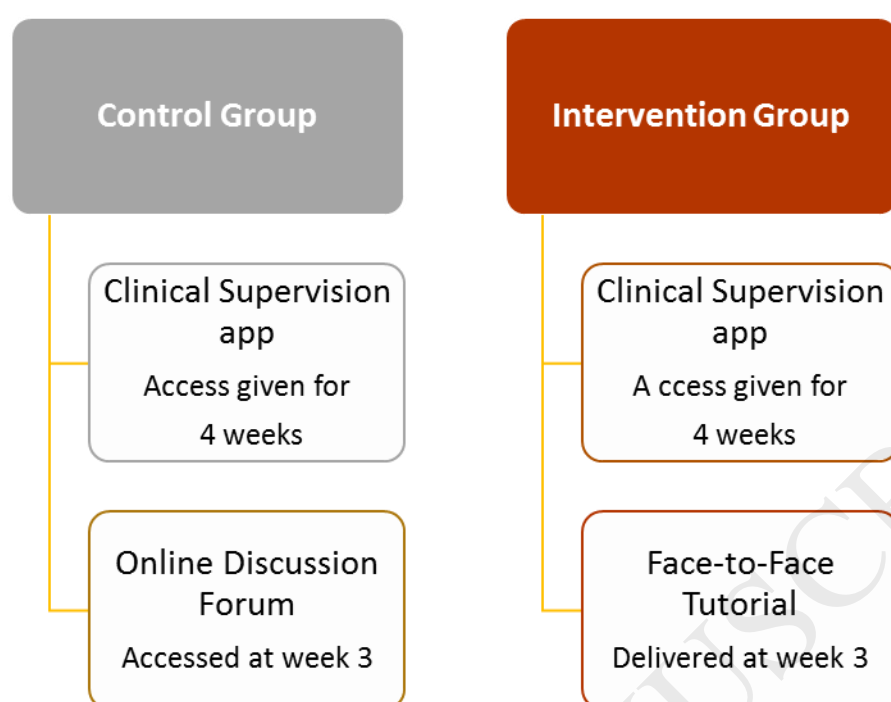 Control Group
Clinical Supervision
app
Access given for
4 weeks
Online Discussion
Forum
Accessed at week 3
Intervention Group
Clinical Supervision
app
A ccess given for
4 weeks
Face-to-Face
Tutorial
Delivered at week 3